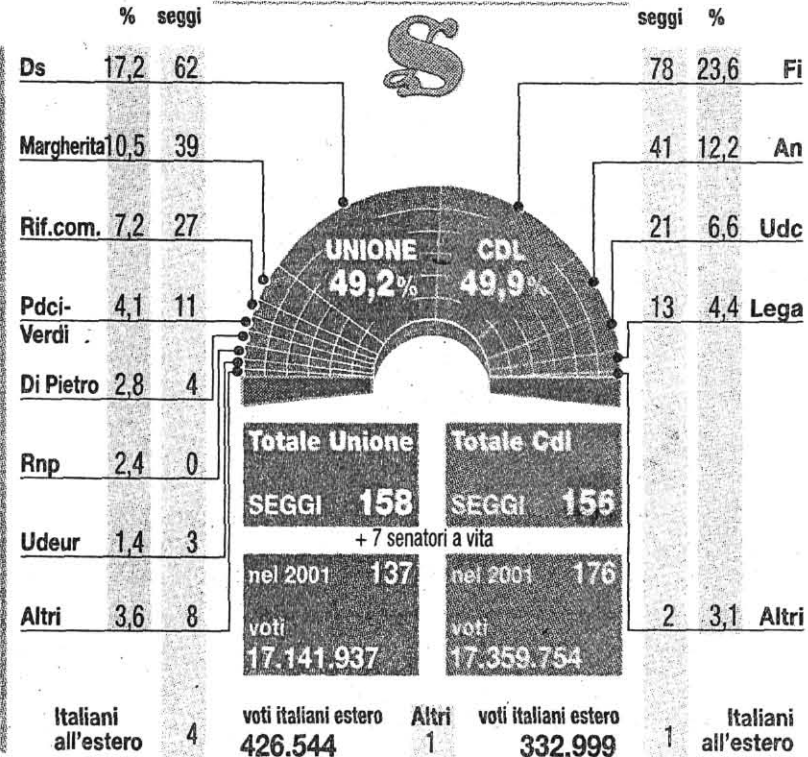 % seggi
seggi %
S
Ds 17,2 62
78 23,6 Fi
Margherita 10,5 39
41 12,2 An
Rif.com. 7,2 27
21 6,6 Udc
UNIONE
49,2%
CDL
49,9%
Pdci-
Verdi 4,1 11
13 4,4 Lega
Di Pietro 2,8 4
Rnp 2,4 0
Udeur 1,4 3
Altri 3,6 8
2 3,1 Altri
Totale Unione
SEGGI 158
Totale Cdl
SEGGI 156
+ 7 senatori a vita
nel 2001 137
voti
17.141.937
nel 2001 176
voti
17.359.754
Italiani
all'estero 4
voti italiani estero
426.544
Altri
1
voti italiani estero
332.999
1 Italiani
all'estero